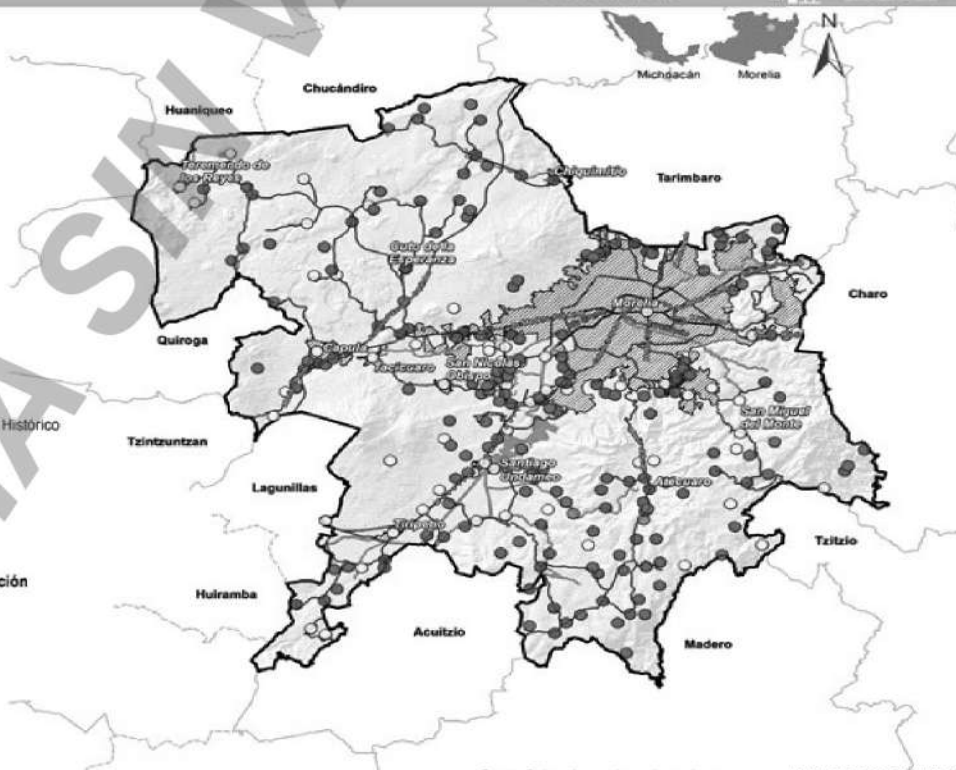 N
Michoacán
Morelia
Chucándiro
Huaniqueo
Teremendo de
los Reyes
Chiquimitío
Tarímbaro
Cuto de la
Esperanza
Charo
Morelia
Quiroga
Capula
Tacícuaro
San Nicolás
Obispo
Histórico
San Miguel
del Monte
Tzintzuntzan
Santiago
Undameo
Atécuaro
Lagunillas
Tiripetío
Tzitzio
ción
Huiramba
Acuitzio
Madero